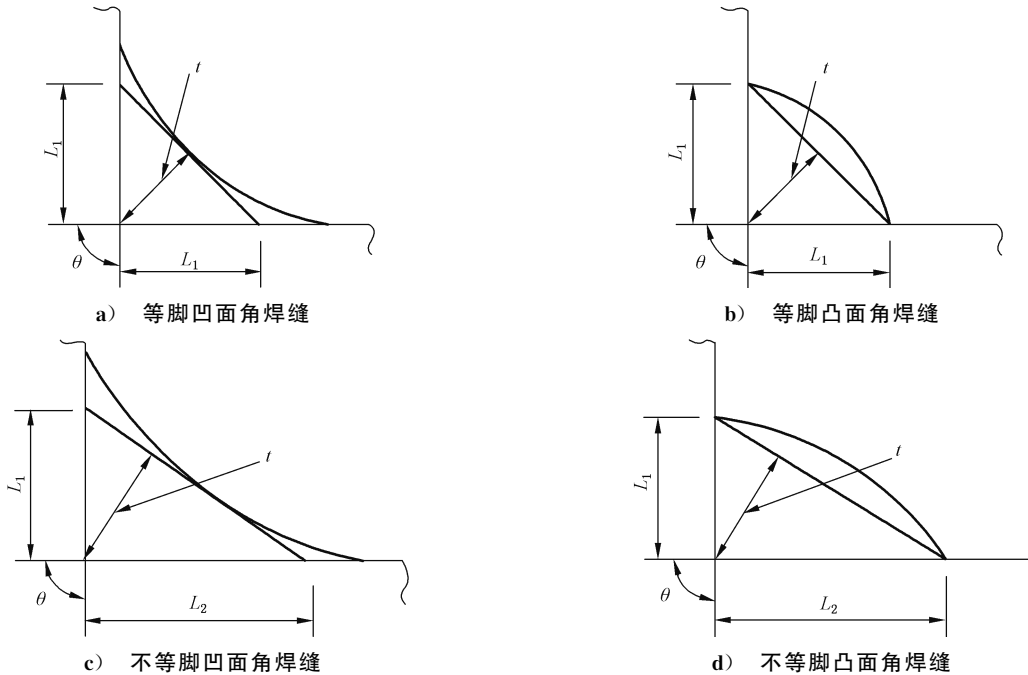 t
L₁
θ
L₁
a） 等脚凹面角焊缝
t
L₁
θ
L₁
b） 等脚凸面角焊缝
t
L₁
θ
L₂
c） 不等脚凹面角焊缝
t
L₁
θ
L₂
d） 不等脚凸面角焊缝